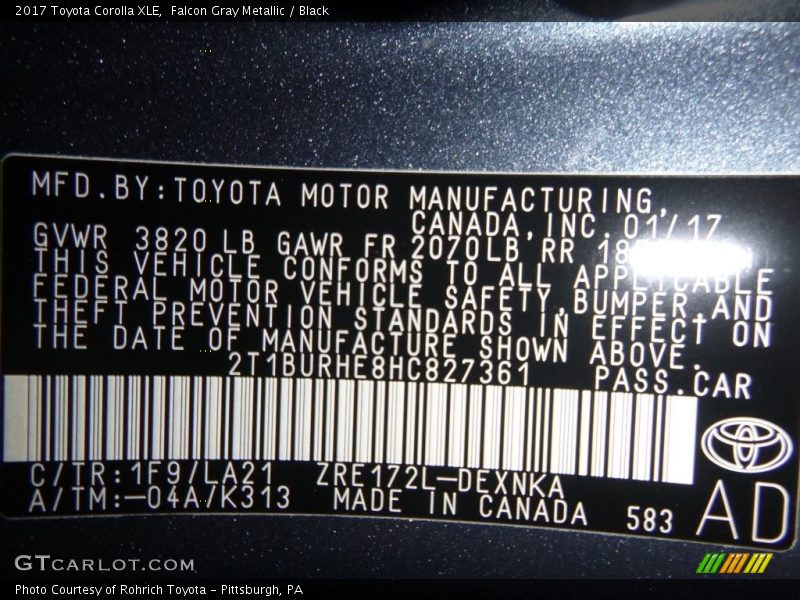 2017 Toyota Corolla XLE, Falcon Gray Metallic / Black
MFD.BY:TOYOTA MOTOR MANUFACTURING,
CANADA,INC. 01/17
GVWR 3820 LB GAWR FR 2070LB RR
THIS VEHICLE CONFORMS TO ALL APPLICABLE
FEDERAL MOTOR VEHICLE SAFETY,BUMPER,AND
THEFT PREVENTION STANDARDS IN EFFECT ON
THE DATE OF MANUFACTURE SHOWN ABOVE.
2T1BURHE8HC827361 PASS.CAR
C/TR:1F9/LA21 ZRE172L-DEXNKA
A/TM:-04A/K313 MADE IN CANADA 583 AD
GTCARLOT.COM
Photo Courtesy of Rohrich Toyota - Pittsburgh, PA